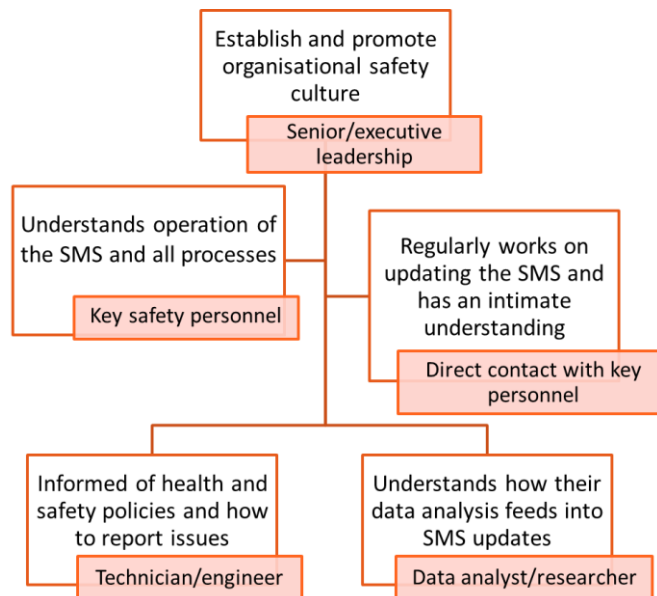 Establish and promote
organisational safety
culture
Senior/executive
leadership
Understands operation of
the SMS and all processes
Key safety personnel
Regularly works on
updating the SMS and
has an intimate
understanding
Direct contact with key
personnel
Informed of health and
safety policies and how
to report issues
Technician/engineer
Understands how their
data analysis feeds into
SMS updates
Data analyst/researcher